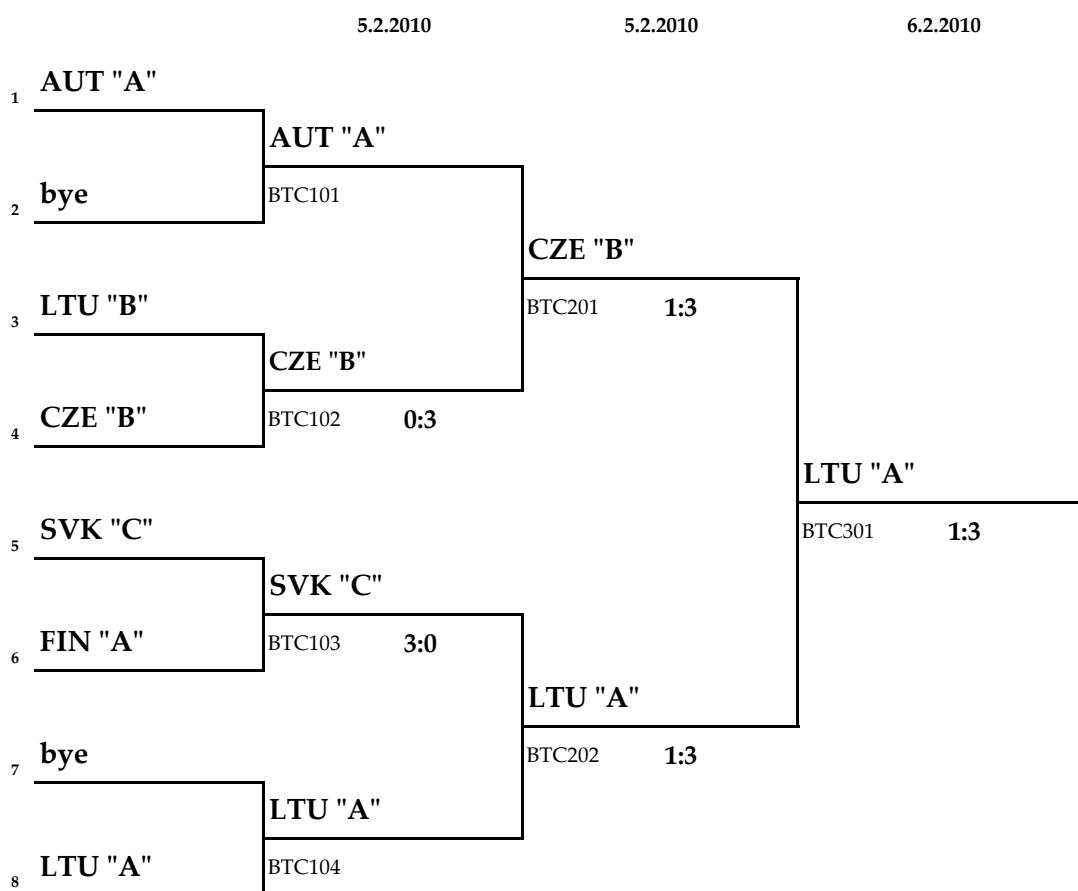 5.2.2010 5.2.2010 6.2.2010
1 AUT "A"
AUT "A"
2 bye BTC101
CZE "B"
3 LTU "B" BTC201 1:3
CZE "B"
4 CZE "B" BTC102 0:3
LTU "A"
5 SVK "C" BTC301 1:3
SVK "C"
6 FIN "A" BTC103 3:0
LTU "A"
7 bye BTC202 1:3
LTU "A"
8 LTU "A" BTC104